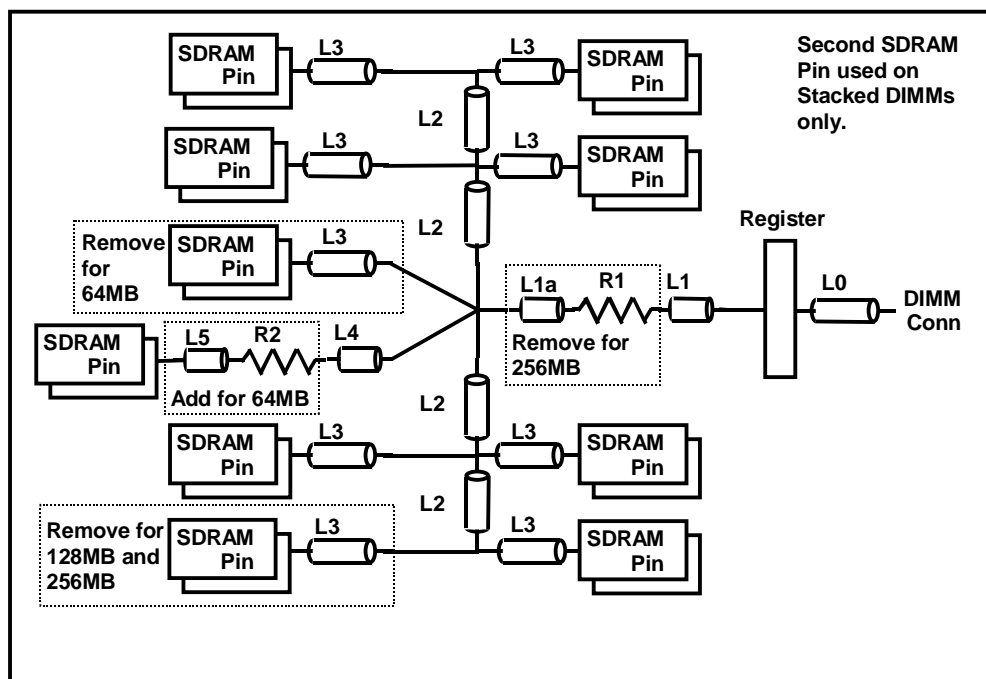 L3
L3
SDRAM
Pin
SDRAM
Pin
Second SDRAM
Pin used on
Stacked DIMMs
only.
L2
L3
L3
SDRAM
Pin
SDRAM
Pin
L2
Remove
for
64MB
SDRAM
Pin
L3
Register
L1a
R1
L1
L0
DIMM
Conn
Remove for
256MB
SDRAM
Pin
L5
R2
L4
Add for 64MB
L2
L3
L3
SDRAM
Pin
SDRAM
Pin
L2
Remove for
128MB and
256MB
SDRAM
Pin
L3
L3
SDRAM
Pin